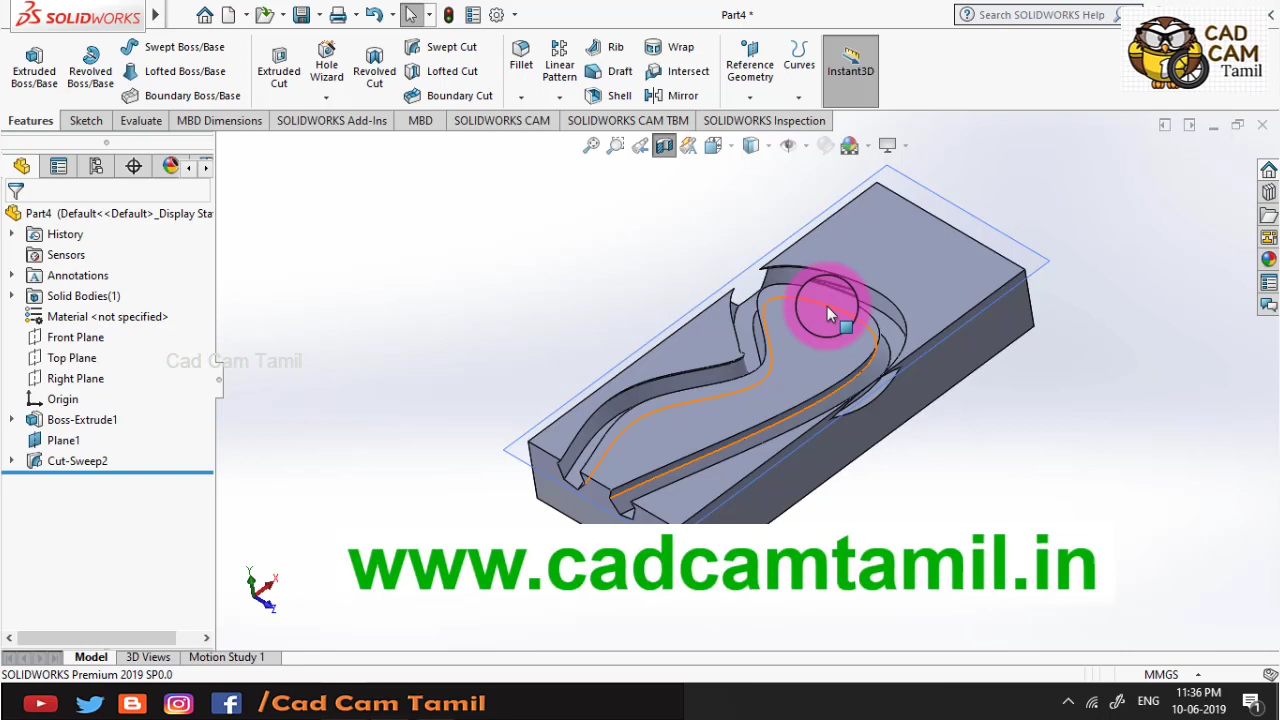 SOLIDWORKS
Part4 *
Search SOLIDWORKS Help
CAD
CAM
Tamil
Extruded Boss/Base
Revolved Boss/Base
Swept Boss/Base
Lofted Boss/Base
Boundary Boss/Base
Extruded Cut
Hole Wizard
Revolved Cut
Swept Cut
Lofted Cut
Boundary Cut
Fillet
Linear Pattern
Rib
Draft
Shell
Wrap
Intersect
Mirror
Reference Geometry
Curves
Instant3D
Features
Sketch
Evaluate
MBD Dimensions
SOLIDWORKS Add-Ins
MBD
SOLIDWORKS CAM
SOLIDWORKS CAM TBM
SOLIDWORKS Inspection
Part4 (Default<<Default>_Display Sta
History
Sensors
Annotations
Solid Bodies(1)
Material <not specified>
Front Plane
Top Plane
Right Plane
Origin
Boss-Extrude1
Plane1
Cut-Sweep2
Cad Cam Tamil
www.cadcamtamil.in
Y
X
Z
Model
3D Views
Motion Study 1
SOLIDWORKS Premium 2019 SP0.0
MMGS
/Cad Cam Tamil
ENG
11:36 PM
10-06-2019
1